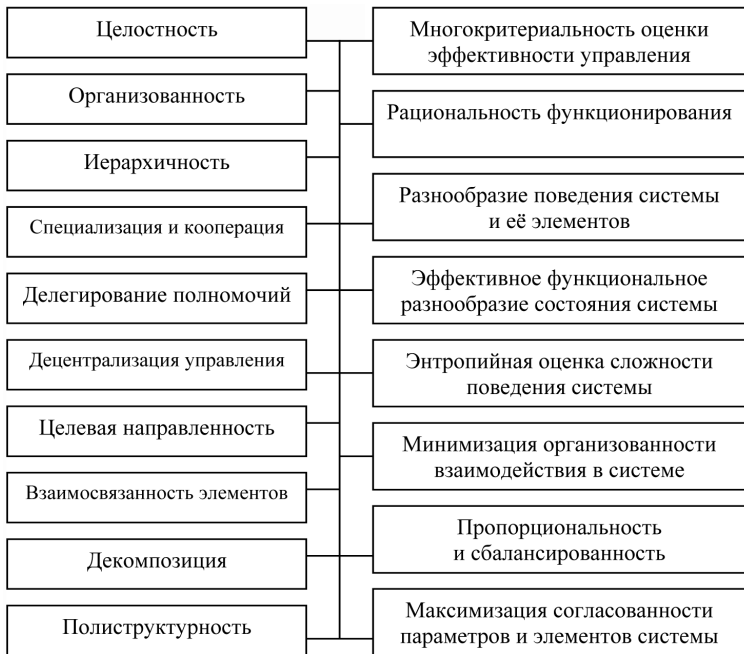 Целостность
Организованность
Иерархичность
Специализация и кооперация
Делегирование полномочий
Децентрализация управления
Целевая направленность
Взаимосвязанность элементов
Декомпозиция
Полиструктурность
Многокритериальность оценки
эффективности управления
Рациональность функционирования
Разнообразие поведения системы
и её элементов
Эффективное функциональное
разнообразие состояния системы
Энтропийная оценка сложности
поведения системы
Минимизация организованности
взаимодействия в системе
Пропорциональность
и сбалансированность
Максимизация согласованности
параметров и элементов системы